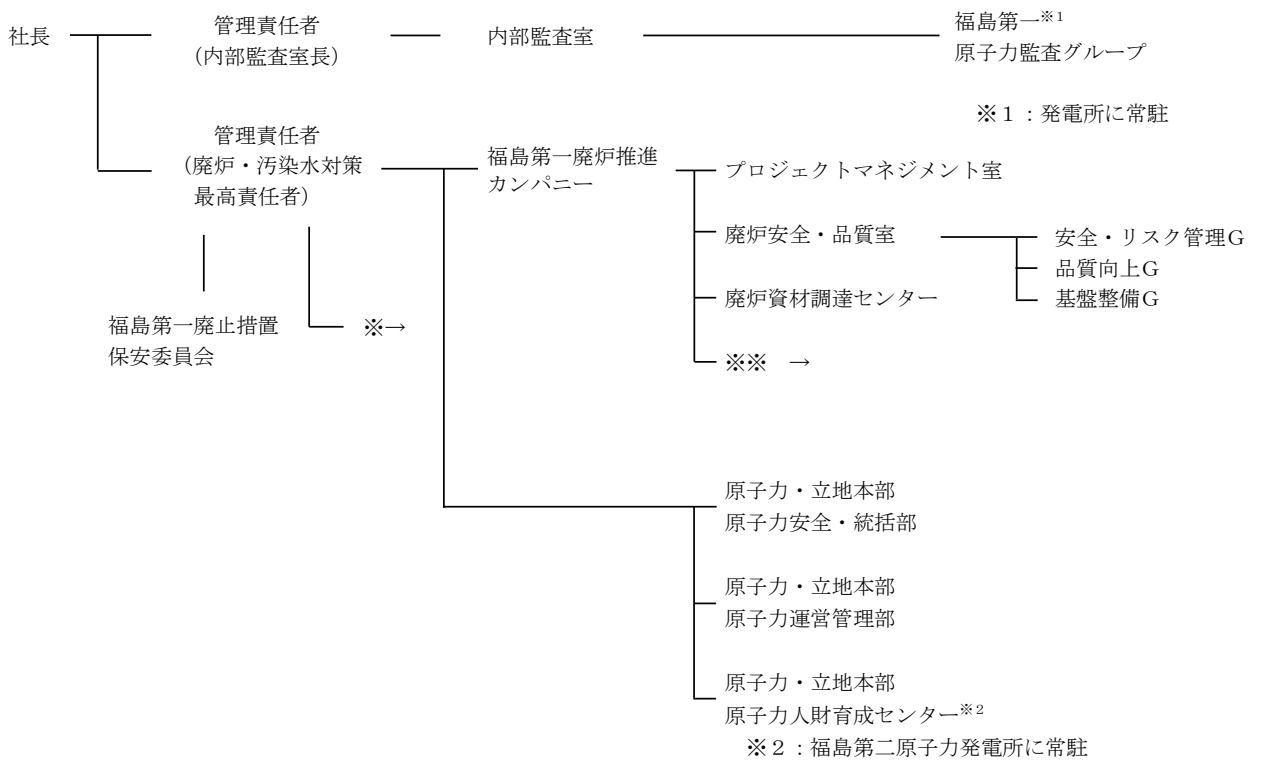 社長
管理責任者
(内部監査室長)
内部監査室
福島第一※1
原子力監査グループ
※1：発電所に常駐
管理責任者
(廃炉・汚染水対策
最高責任者)
福島第一廃炉推進
カンパニー
プロジェクトマネジメント室
廃炉安全・品質室
安全・リスク管理G
品質向上G
基盤整備G
廃炉資材調達センター
※※ →
福島第一廃止措置
保安委員会
※→
原子力・立地本部
原子力安全・統括部
原子力・立地本部
原子力運営管理部
原子力・立地本部
原子力人財育成センター※2
※2：福島第二原子力発電所に常駐